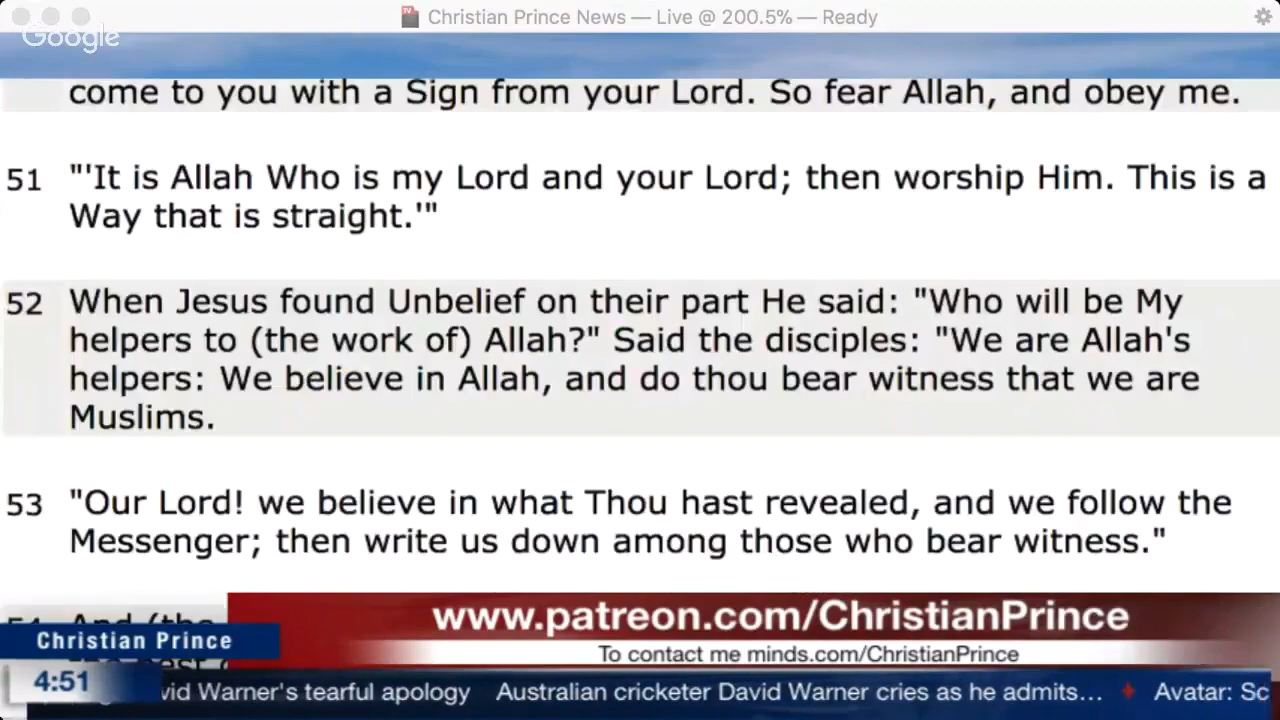 Christian Prince News — Live @ 200.5% — Ready
Google
come to you with a Sign from your Lord. So fear Allah, and obey me.
51 "'It is Allah Who is my Lord and your Lord; then worship Him. This is a
Way that is straight.'"
52 When Jesus found Unbelief on their part He said: "Who will be My
helpers to (the work of) Allah?" Said the disciples: "We are Allah's
helpers: We believe in Allah, and do thou bear witness that we are
Muslims.
53 "Our Lord! we believe in what Thou hast revealed, and we follow the
Messenger; then write us down among those who bear witness."
And (the
www.patreon.com/ChristianPrince
Christian Prince
To contact me minds.com/ChristianPrince
4:51
Warner's tearful apology Australian cricketer David Warner cries as he admits... Avatar: